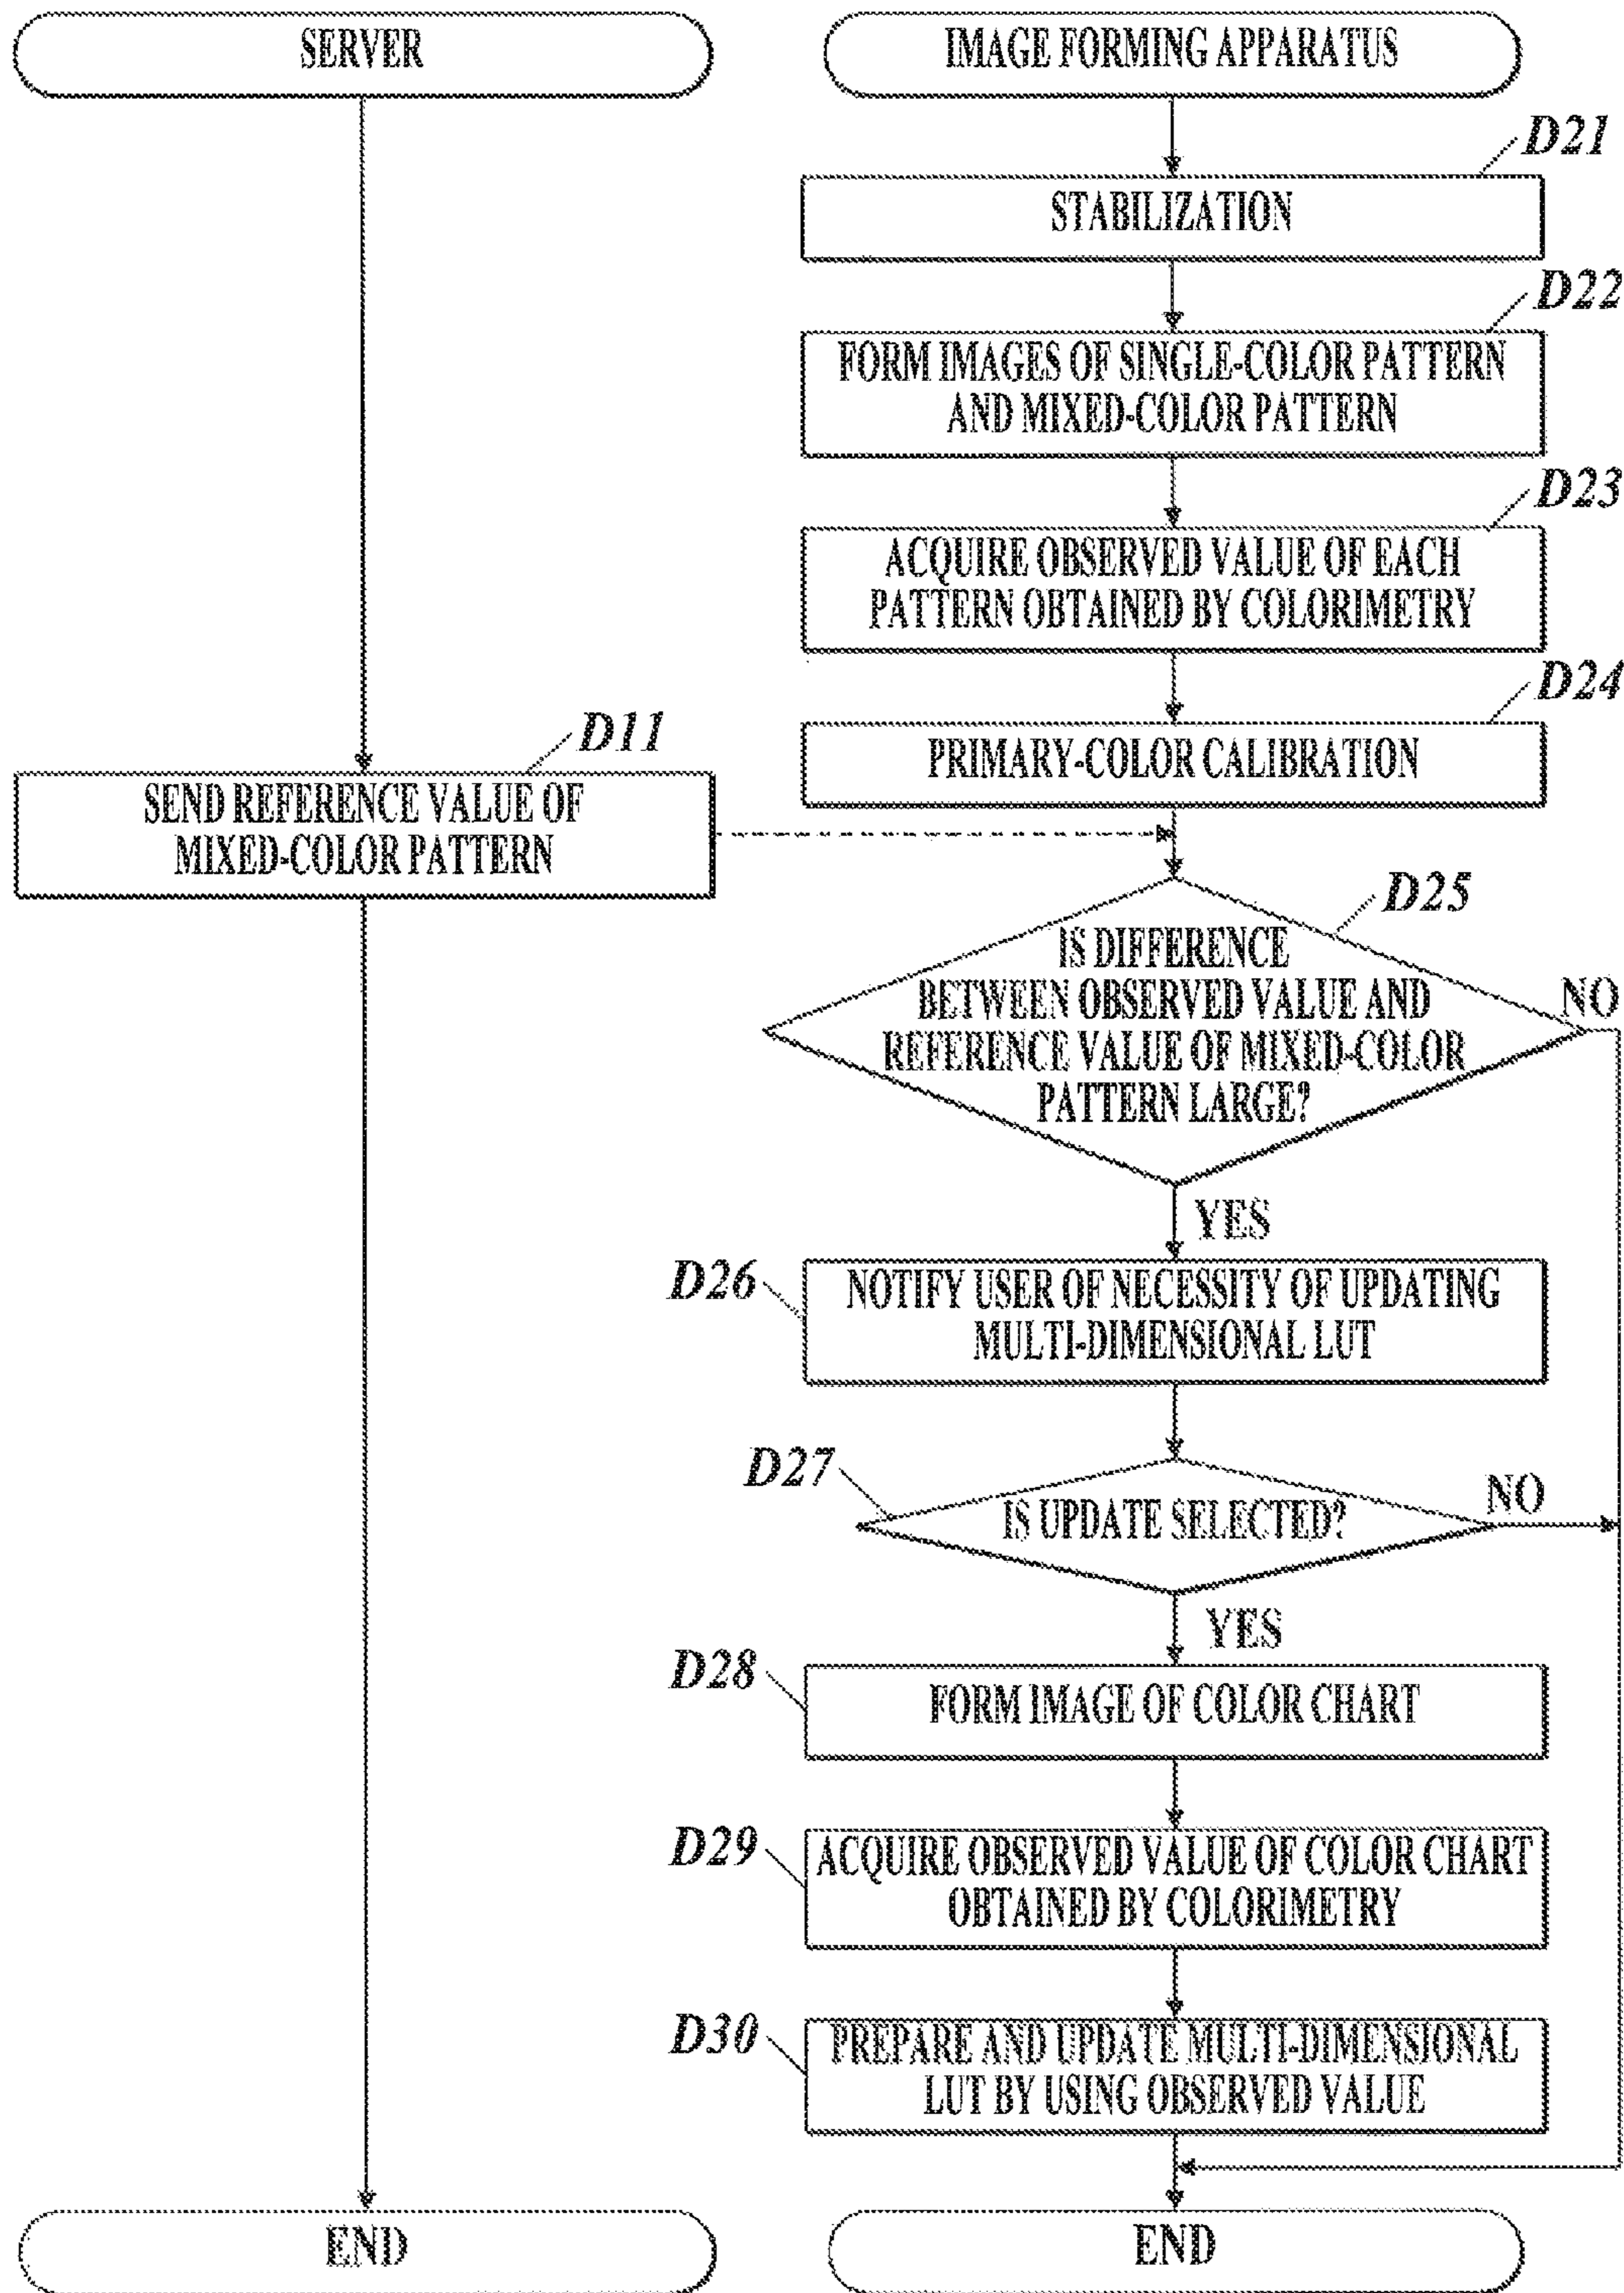 SERVER
IMAGE FORMING APPARATUS
D21
STABILIZATION
D22
FORM IMAGES OF SINGLE-COLOR PATTERN
AND MIXED-COLOR PATTERN
D23
ACQUIRE OBSERVED VALUE OF EACH
PATTERN OBTAINED BY COLORIMETRY
D24
PRIMARY-COLOR CALIBRATION
D11
SEND REFERENCE VALUE OF
MIXED-COLOR PATTERN
D25
IS DIFFERENCE
BETWEEN OBSERVED VALUE AND
REFERENCE VALUE OF MIXED-COLOR
PATTERN LARGE?
NO
YES
D26
NOTIFY USER OF NECESSITY OF UPDATING
MULTI-DIMENSIONAL LUT
D27
IS UPDATE SELECTED?
NO
YES
D28
FORM IMAGE OF COLOR CHART
D29
ACQUIRE OBSERVED VALUE OF COLOR CHART
OBTAINED BY COLORIMETRY
D30
PREPARE AND UPDATE MULTI-DIMENSIONAL
LUT BY USING OBSERVED VALUE
END
END